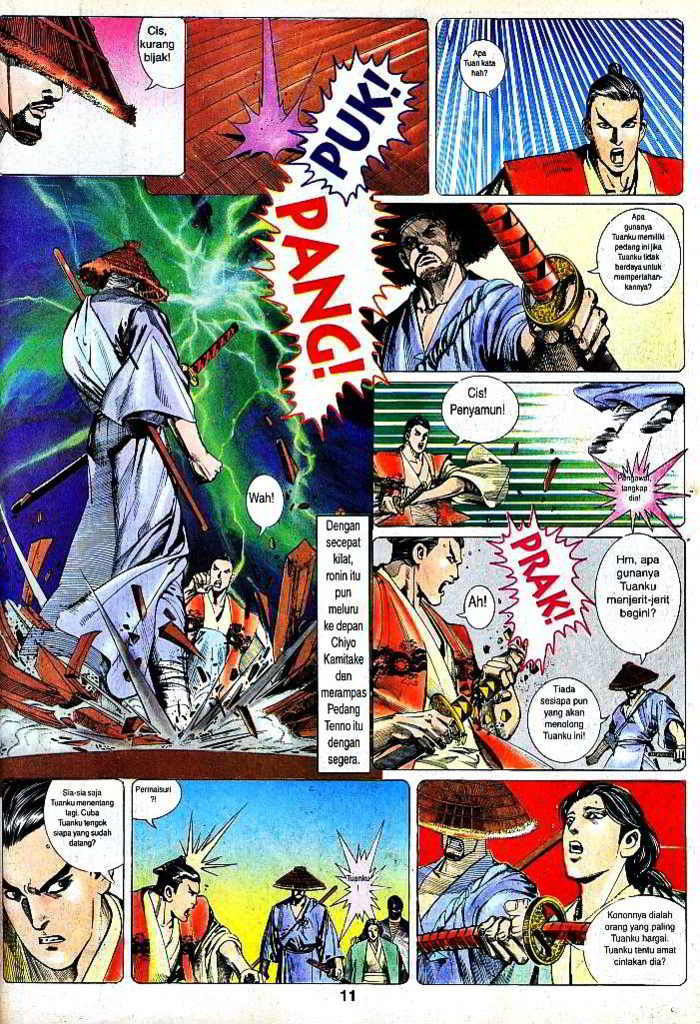 Cis,
kurang
bijak!
PUK!
PANG!
Apa
Tuan kata
hah?
Apa
gunanya
Tuanku memiliki
pedang ini jika
Tuanku tidak
berdaya untuk
mempertahan-
kannya?
Wah!
Dengan
secepat
kilat,
ronin itu
pun
meluru
ke depan
Chiyo
Kamitake
dan
merampas
Pedang
Tenno itu
dengan
segera.
Cis!
Penyamun!
Pengawal,
tangkap
dia!
Ah!
PRAK!
Hm, apa
gunanya
Tuanku
menjerit-jerit
begini?
Tiada
sesiapa pun
yang akan
menolong
Tuanku ini!
Sia-sia saja
Tuanku menentang
lagi. Cuba
Tuanku tengok
siapa yang sudah
datang?
Permaisuri
?!
Tuanku
!
Kononnya dialah
orang yang paling
Tuanku hargai.
Tuanku tentu amat
cintakan dia?
11